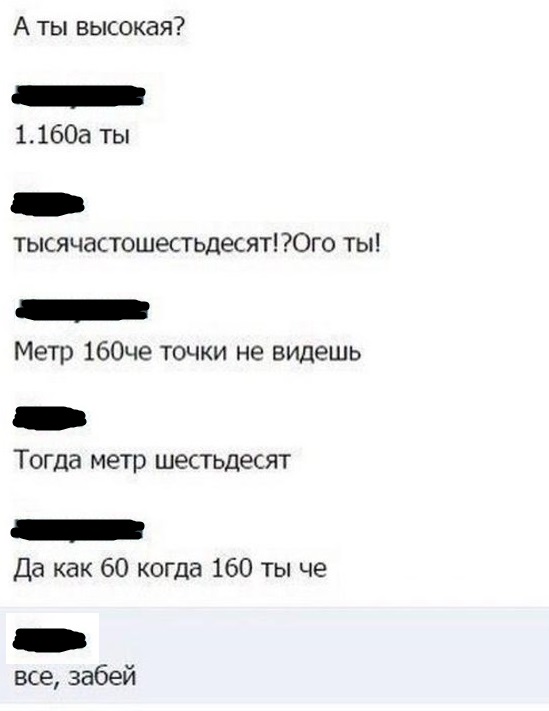 А ты высокая?
1.160а ты
тысячастошестьдесят!?Ого ты!
Метр 160че точки не видешь
Тогда метр шестьдесят
Да как 60 когда 160 ты че
все, забей